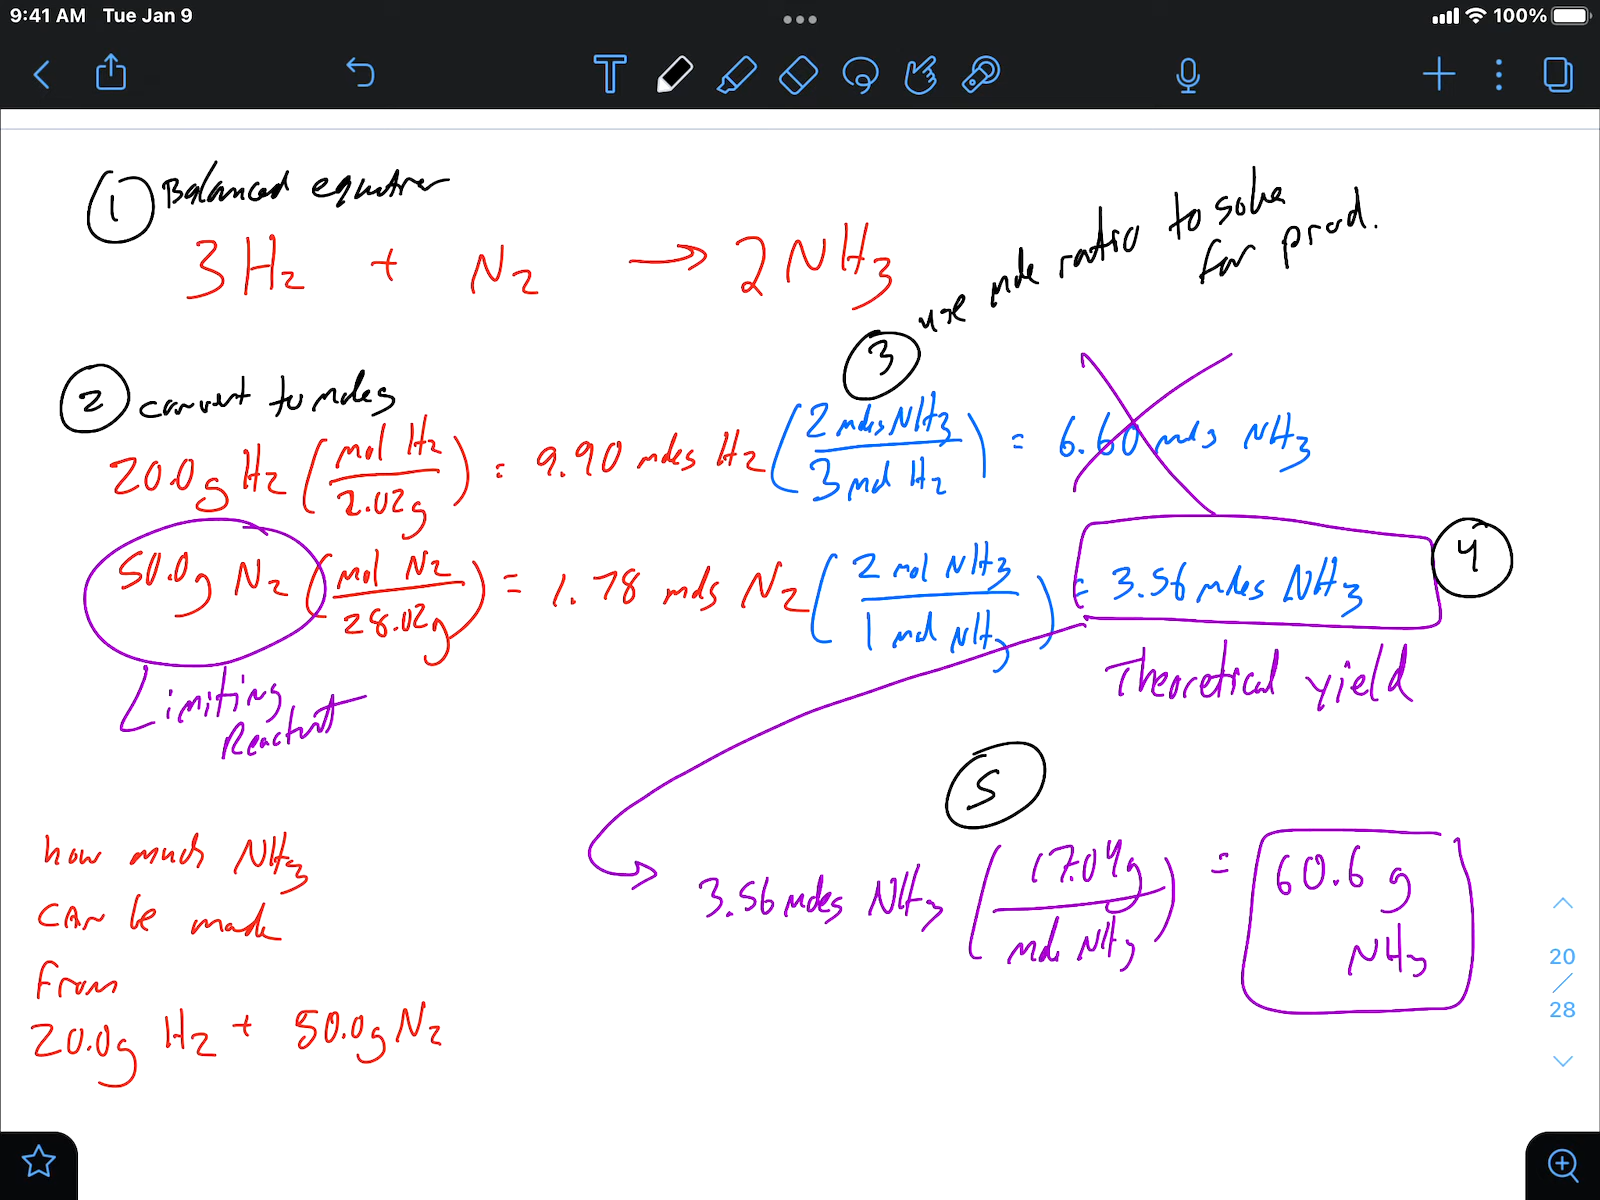 9:41 AM Tue Jan 9
100%
T
1 Balanced equation
3 H2 + N2 → 2 NH3
3 use mole ratio to solve
for prod.
2 convert to moles
20.0g H2 (mol H2 / 2.02g) = 9.90 moles H2 (2 moles NH3 / 3 mol H2) = 6.60 mols NH3
50.0g N2 (mol N2 / 28.02g) = 1.78 mols N2 (2 mol NH3 / 1 mol NH3) = 3.56 moles NH3 4
Theoretical yield
Limiting
Reactant
5
3.56 moles NH3 (17.04g / mole NH3) = 60.6 g
NH3
how much NH3
CAN be made
from
20.0g H2 + 50.0g N2
20
/
28